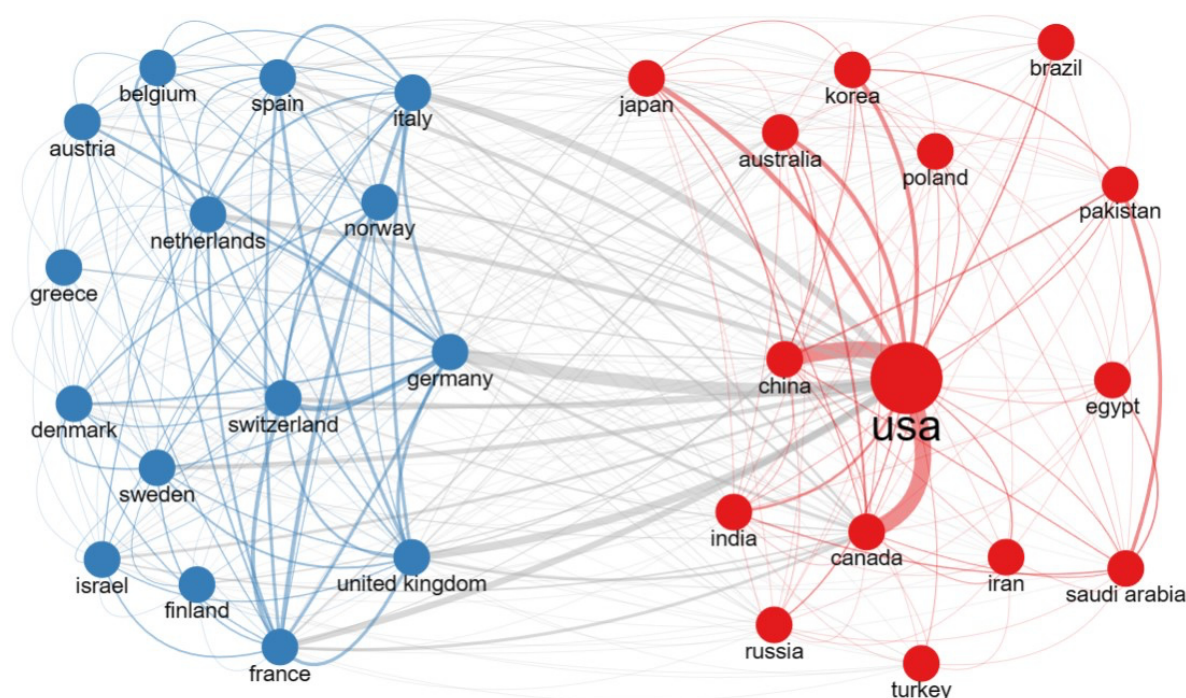 brazil
belgium
spain
italy
japan
korea
austria
australia
poland
netherlands
norway
pakistan
greece
germany
china
egypt
denmark
switzerland
usa
sweden
india
canada
israel
finland
united kingdom
iran
saudi arabia
france
russia
turkey